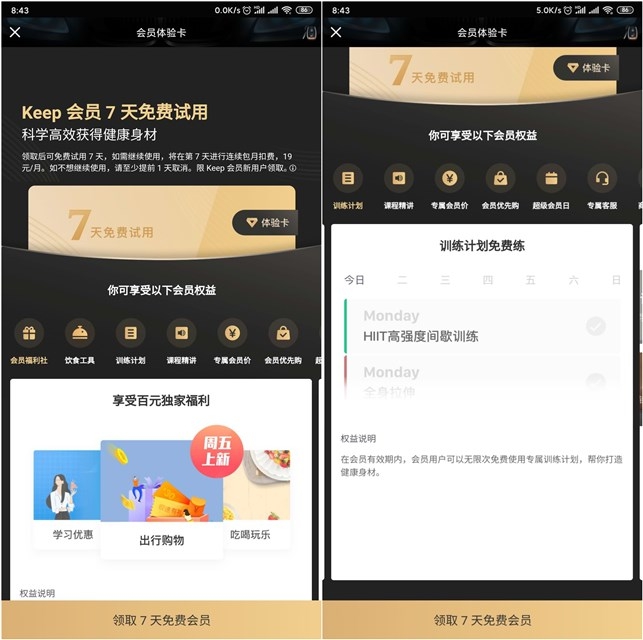 8:43
0.0K/s
86
会员体验卡
Keep 会员 7 天免费试用
科学高效获得健康身材
领取后可免费试用 7 天，如需继续使用，将在第 7 天进行连续包月扣费，19
元/月。如不想继续使用，请至少提前 1 天取消。限 Keep 会员新用户领取。
7天免费试用
体验卡
你可享受以下会员权益
会员福利社
饮食工具
训练计划
课程精讲
专属会员价
会员优先购
超
享受百元独家福利
周五
上新
学习优惠
出行购物
吃喝玩乐
权益说明
领取 7 天免费会员
8:43
5.0K/s
86
会员体验卡
7天免费试用
体验卡
你可享受以下会员权益
训练计划
课程精讲
专属会员价
会员优先购
超级会员日
专属客服
训练计划免费练
今日
二
三
四
五
六
日
Monday
HIIT高强度间歇训练
Monday
全身拉伸
权益说明
在会员有效期内，会员用户可以无限次免费使用专属训练计划，帮你打造
健康身材。
领取 7 天免费会员